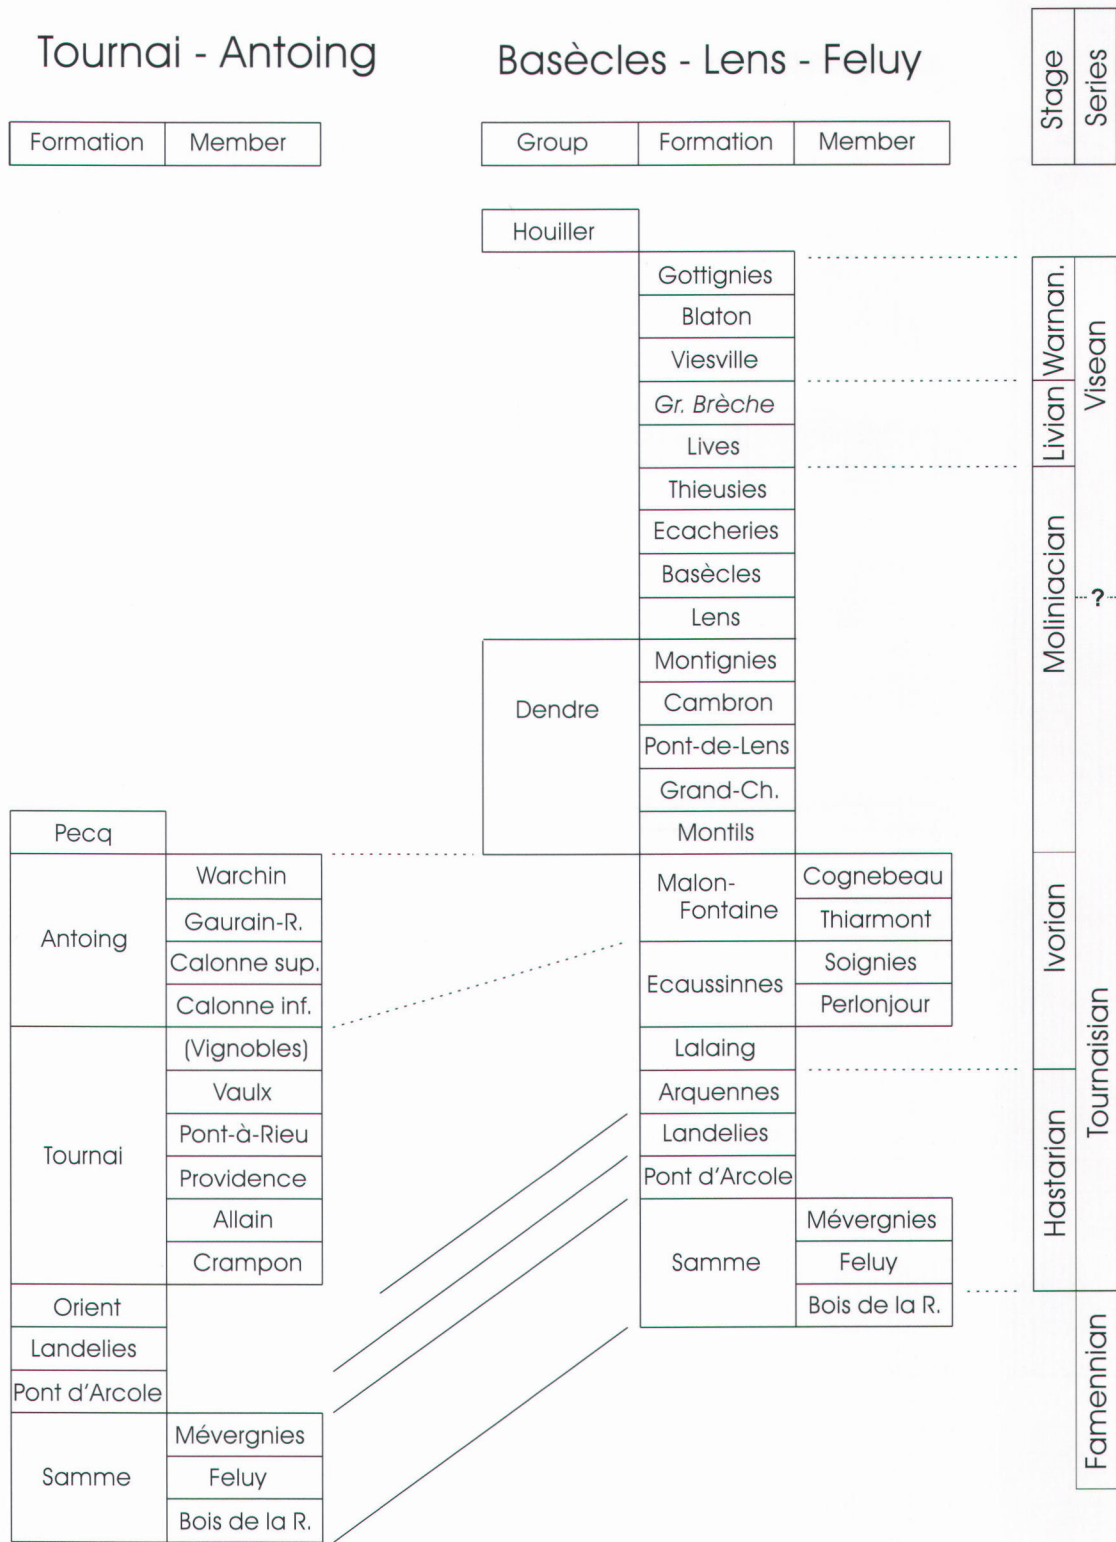 Tournai - Antoing
Formation
Member
Pecq
Antoing
Warchin
Gaurain-R.
Calonne sup.
Calonne inf.
Tournai
(Vignobles)
Vaulx
Pont-à-Rieu
Providence
Allain
Crampon
Orient
Landelies
Pont d'Arcole
Samme
Mévergnies
Feluy
Bois de la R.
Basècles - Lens - Feluy
Group
Formation
Member
Houiller
Gottignies
Blaton
Viesville
Gr. Brèche
Lives
Thieusies
Ecacheries
Basècles
Lens
Dendre
Montignies
Cambron
Pont-de-Lens
Grand-Ch.
Montils
Malon-
Fontaine
Cognebeau
Thiarmont
Ecaussinnes
Soignies
Perlonjour
Lalaing
Arquennes
Landelies
Pont d'Arcole
Samme
Mévergnies
Feluy
Bois de la R.
Stage
Series
Warnan.
Livian
Moliniacian
Ivorian
Hastarian
Visean
?
Tournaisian
Famennian